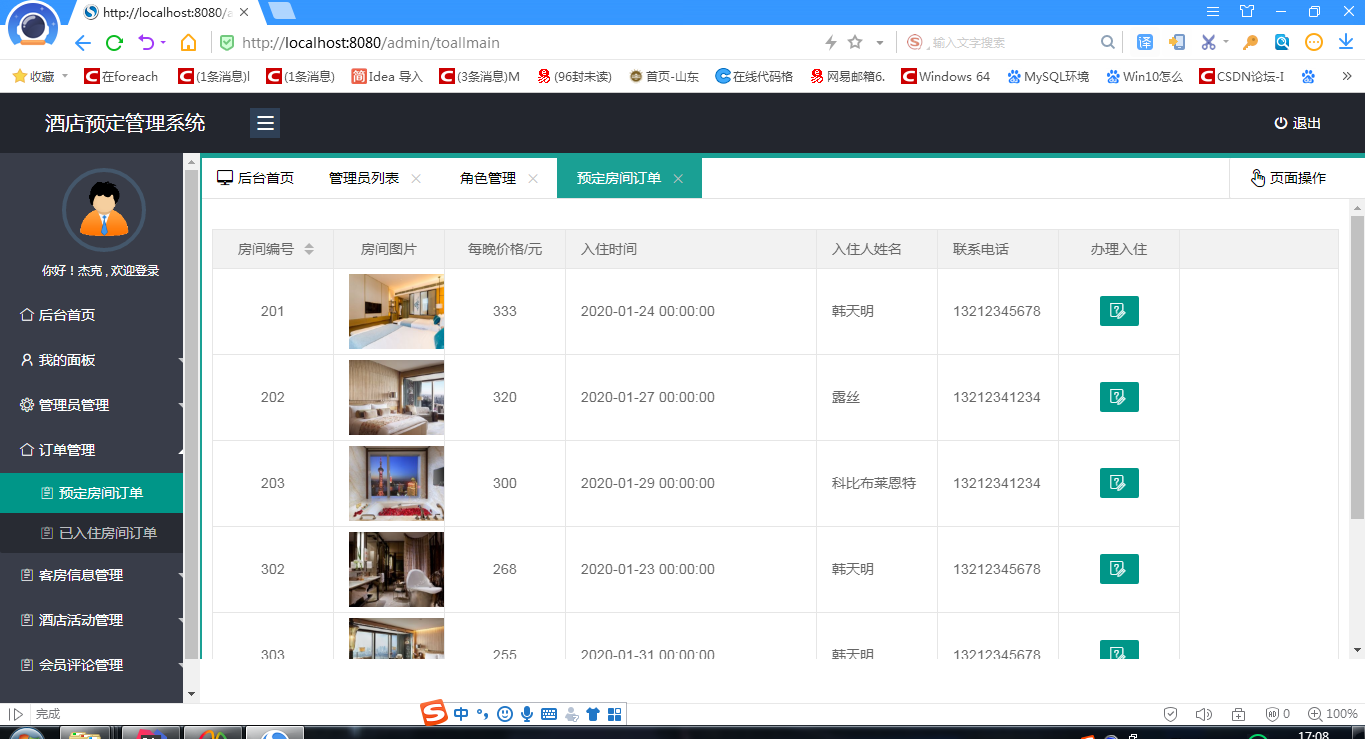 http://localhost:8080/a
http://localhost:8080/admin/toallmain
输入文字搜索
译
收藏 在foreach (1条消息)l (1条消息) 简 Idea 导入 (3条消息)M (96封未读) 首页-山东 在线代码格 网易邮箱6. Windows 64 MySQL环境 Win10怎么 CSDN论坛-I
酒店预定管理系统
退出
你好！杰克 , 欢迎登录
后台首页
我的面板
管理员管理
订单管理
预定房间订单
已入住房间订单
客房信息管理
酒店活动管理
会员评论管理
后台首页 管理员列表 角色管理 预定房间订单 页面操作
房间编号 房间图片 每晚价格/元 入住时间 入住人姓名 联系电话 办理入住
201 333 2020-01-24 00:00:00 韩天明 13212345678
202 320 2020-01-27 00:00:00 露丝 13212341234
203 300 2020-01-29 00:00:00 科比布莱恩特 13212341234
302 268 2020-01-23 00:00:00 韩天明 13212345678
303 255 2020-01-31 00:00:00 韩天明 13212345678
完成
中
0
100%
17:08